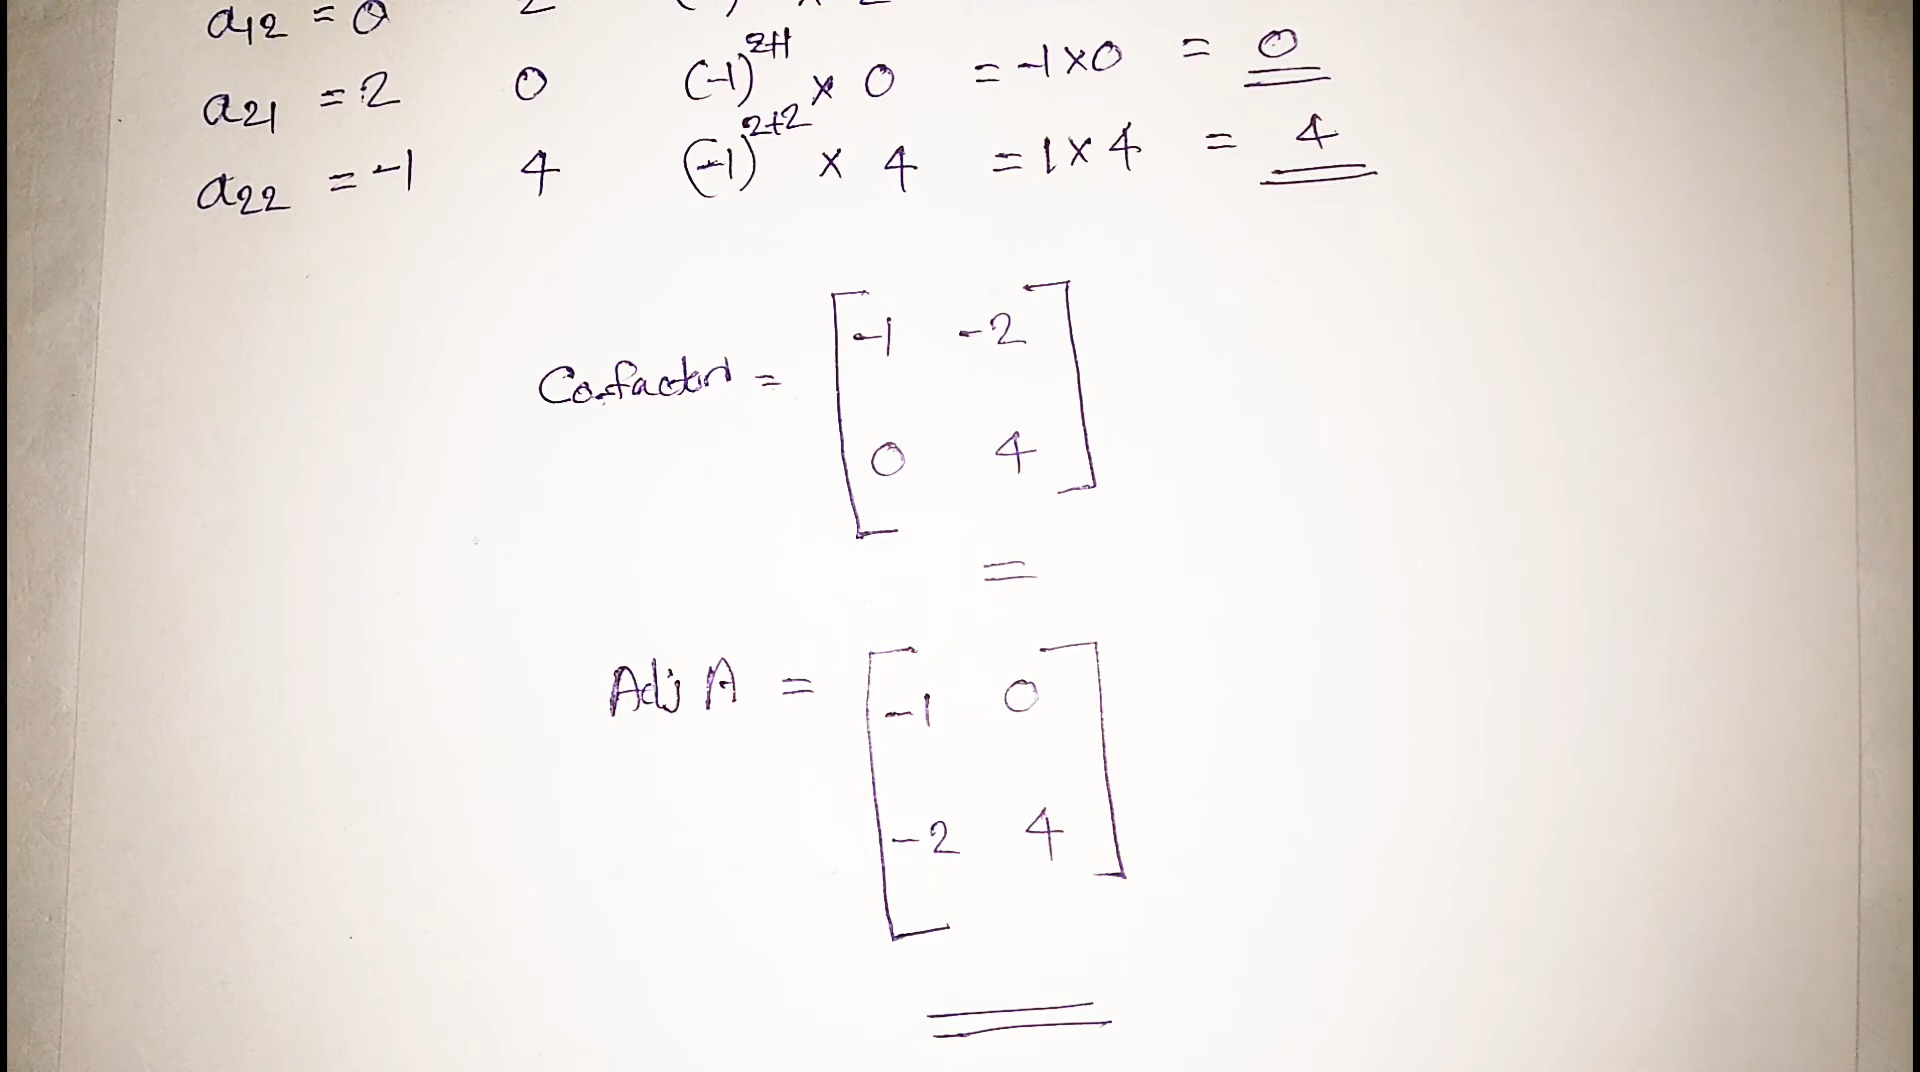 a12 = 0
a21 = 2 0 (-1)^2+1 × 0 = -1×0 = 0
a22 = -1 4 (-1)^2+2 × 4 = 1×4 = 4
Cofactor = [ -1 -2
0 4 ]
=
Adj A = [ -1 0
-2 4 ]